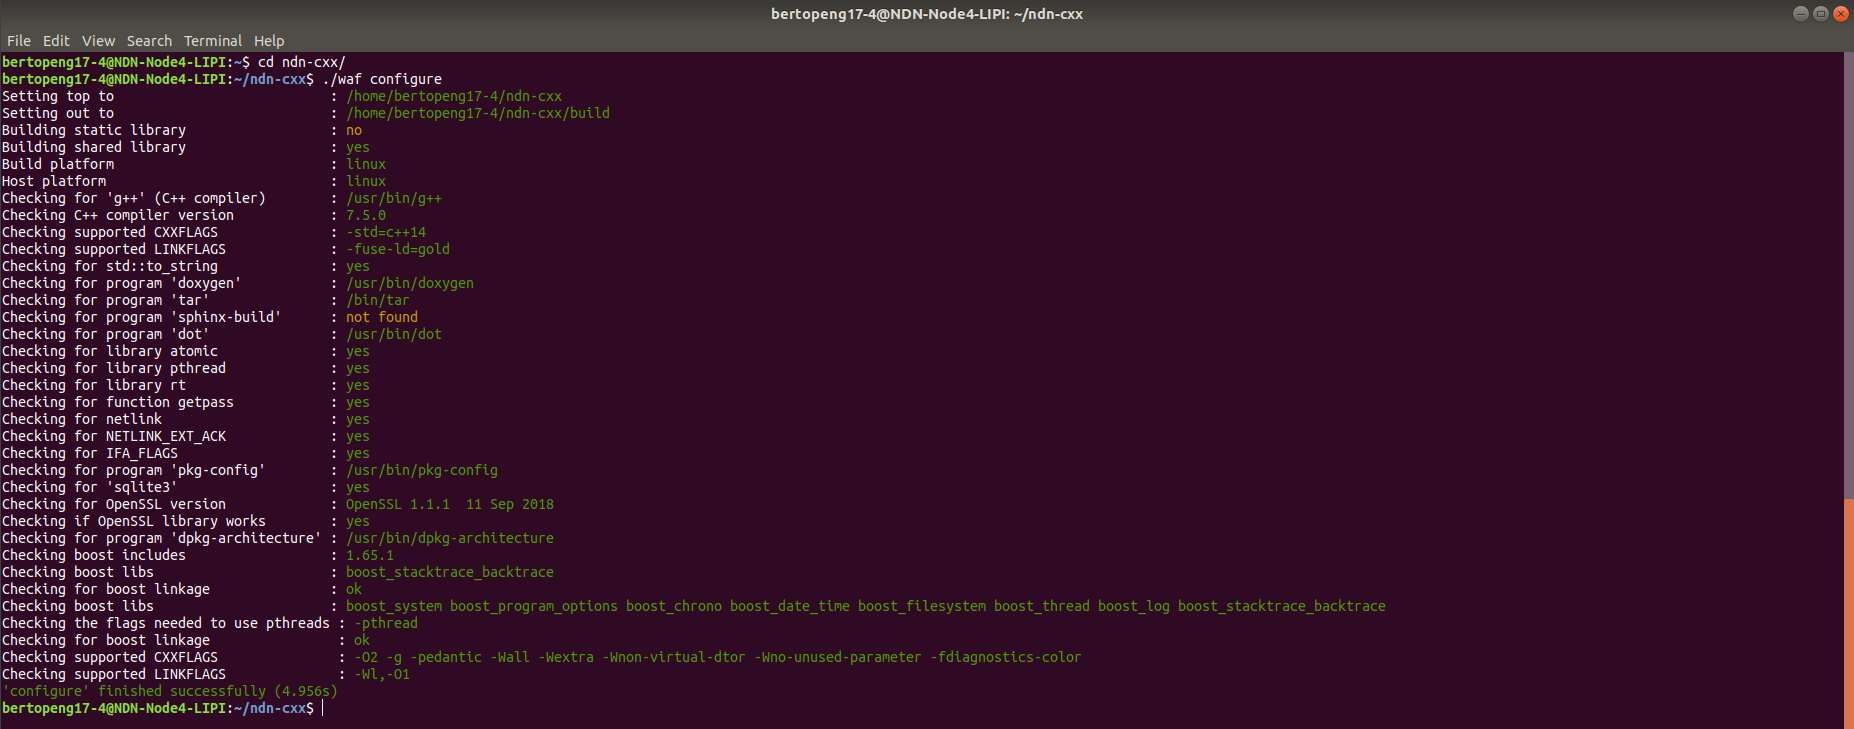 bertopeng17-4@NDN-Node4-LIPI: ~/ndn-cxx
File Edit View Search Terminal Help
bertopeng17-4@NDN-Node4-LIPI:~$ cd ndn-cxx/
bertopeng17-4@NDN-Node4-LIPI:~/ndn-cxx$ ./waf configure
Setting top to                           : /home/bertopeng17-4/ndn-cxx
Setting out to                           : /home/bertopeng17-4/ndn-cxx/build
Building static library                  : no
Building shared library                  : yes
Build platform                           : linux
Host platform                            : linux
Checking for 'g++' (C++ compiler)        : /usr/bin/g++
Checking C++ compiler version            : 7.5.0
Checking supported CXXFLAGS              : -std=c++14
Checking supported LINKFLAGS             : -fuse-ld=gold
Checking for std::to_string              : yes
Checking for program 'doxygen'           : /usr/bin/doxygen
Checking for program 'tar'               : /bin/tar
Checking for program 'sphinx-build'      : not found
Checking for program 'dot'               : /usr/bin/dot
Checking for library atomic              : yes
Checking for library pthread             : yes
Checking for library rt                  : yes
Checking for function getpass            : yes
Checking for netlink                     : yes
Checking for NETLINK_EXT_ACK             : yes
Checking for IFA_FLAGS                   : yes
Checking for program 'pkg-config'        : /usr/bin/pkg-config
Checking for 'sqlite3'                   : yes
Checking for OpenSSL version             : OpenSSL 1.1.1  11 Sep 2018
Checking if OpenSSL library works        : yes
Checking for program 'dpkg-architecture' : /usr/bin/dpkg-architecture
Checking boost includes                  : 1.65.1
Checking boost libs                      : boost_stacktrace_backtrace
Checking for boost linkage               : ok
Checking boost libs                      : boost_system boost_program_options boost_chrono boost_date_time boost_filesystem boost_thread boost_log boost_stacktrace_backtrace
Checking the flags needed to use pthreads : -pthread
Checking for boost linkage                : ok
Checking supported CXXFLAGS               : -O2 -g -pedantic -Wall -Wextra -Wnon-virtual-dtor -Wno-unused-parameter -fdiagnostics-color
Checking supported LINKFLAGS              : -Wl,-O1
'configure' finished successfully (4.956s)
bertopeng17-4@NDN-Node4-LIPI:~/ndn-cxx$